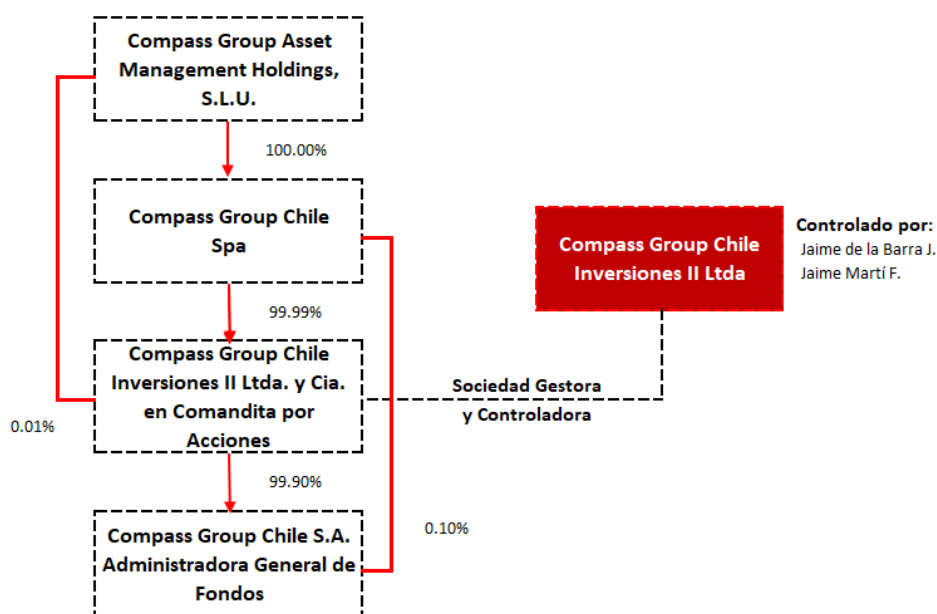 Compass Group Asset
Management Holdings,
S.L.U.
100.00%
Compass Group Chile
Spa
99.99%
Compass Group Chile
Inversiones II Ltda. y Cia.
en Comandita por
Acciones
0.01%
99.90%
Compass Group Chile S.A.
Administradora General de
Fondos
0.10%
Sociedad Gestora
y Controladora
Compass Group Chile
Inversiones II Ltda
Controlado por:
Jaime de la Barra J.
Jaime Martí F.